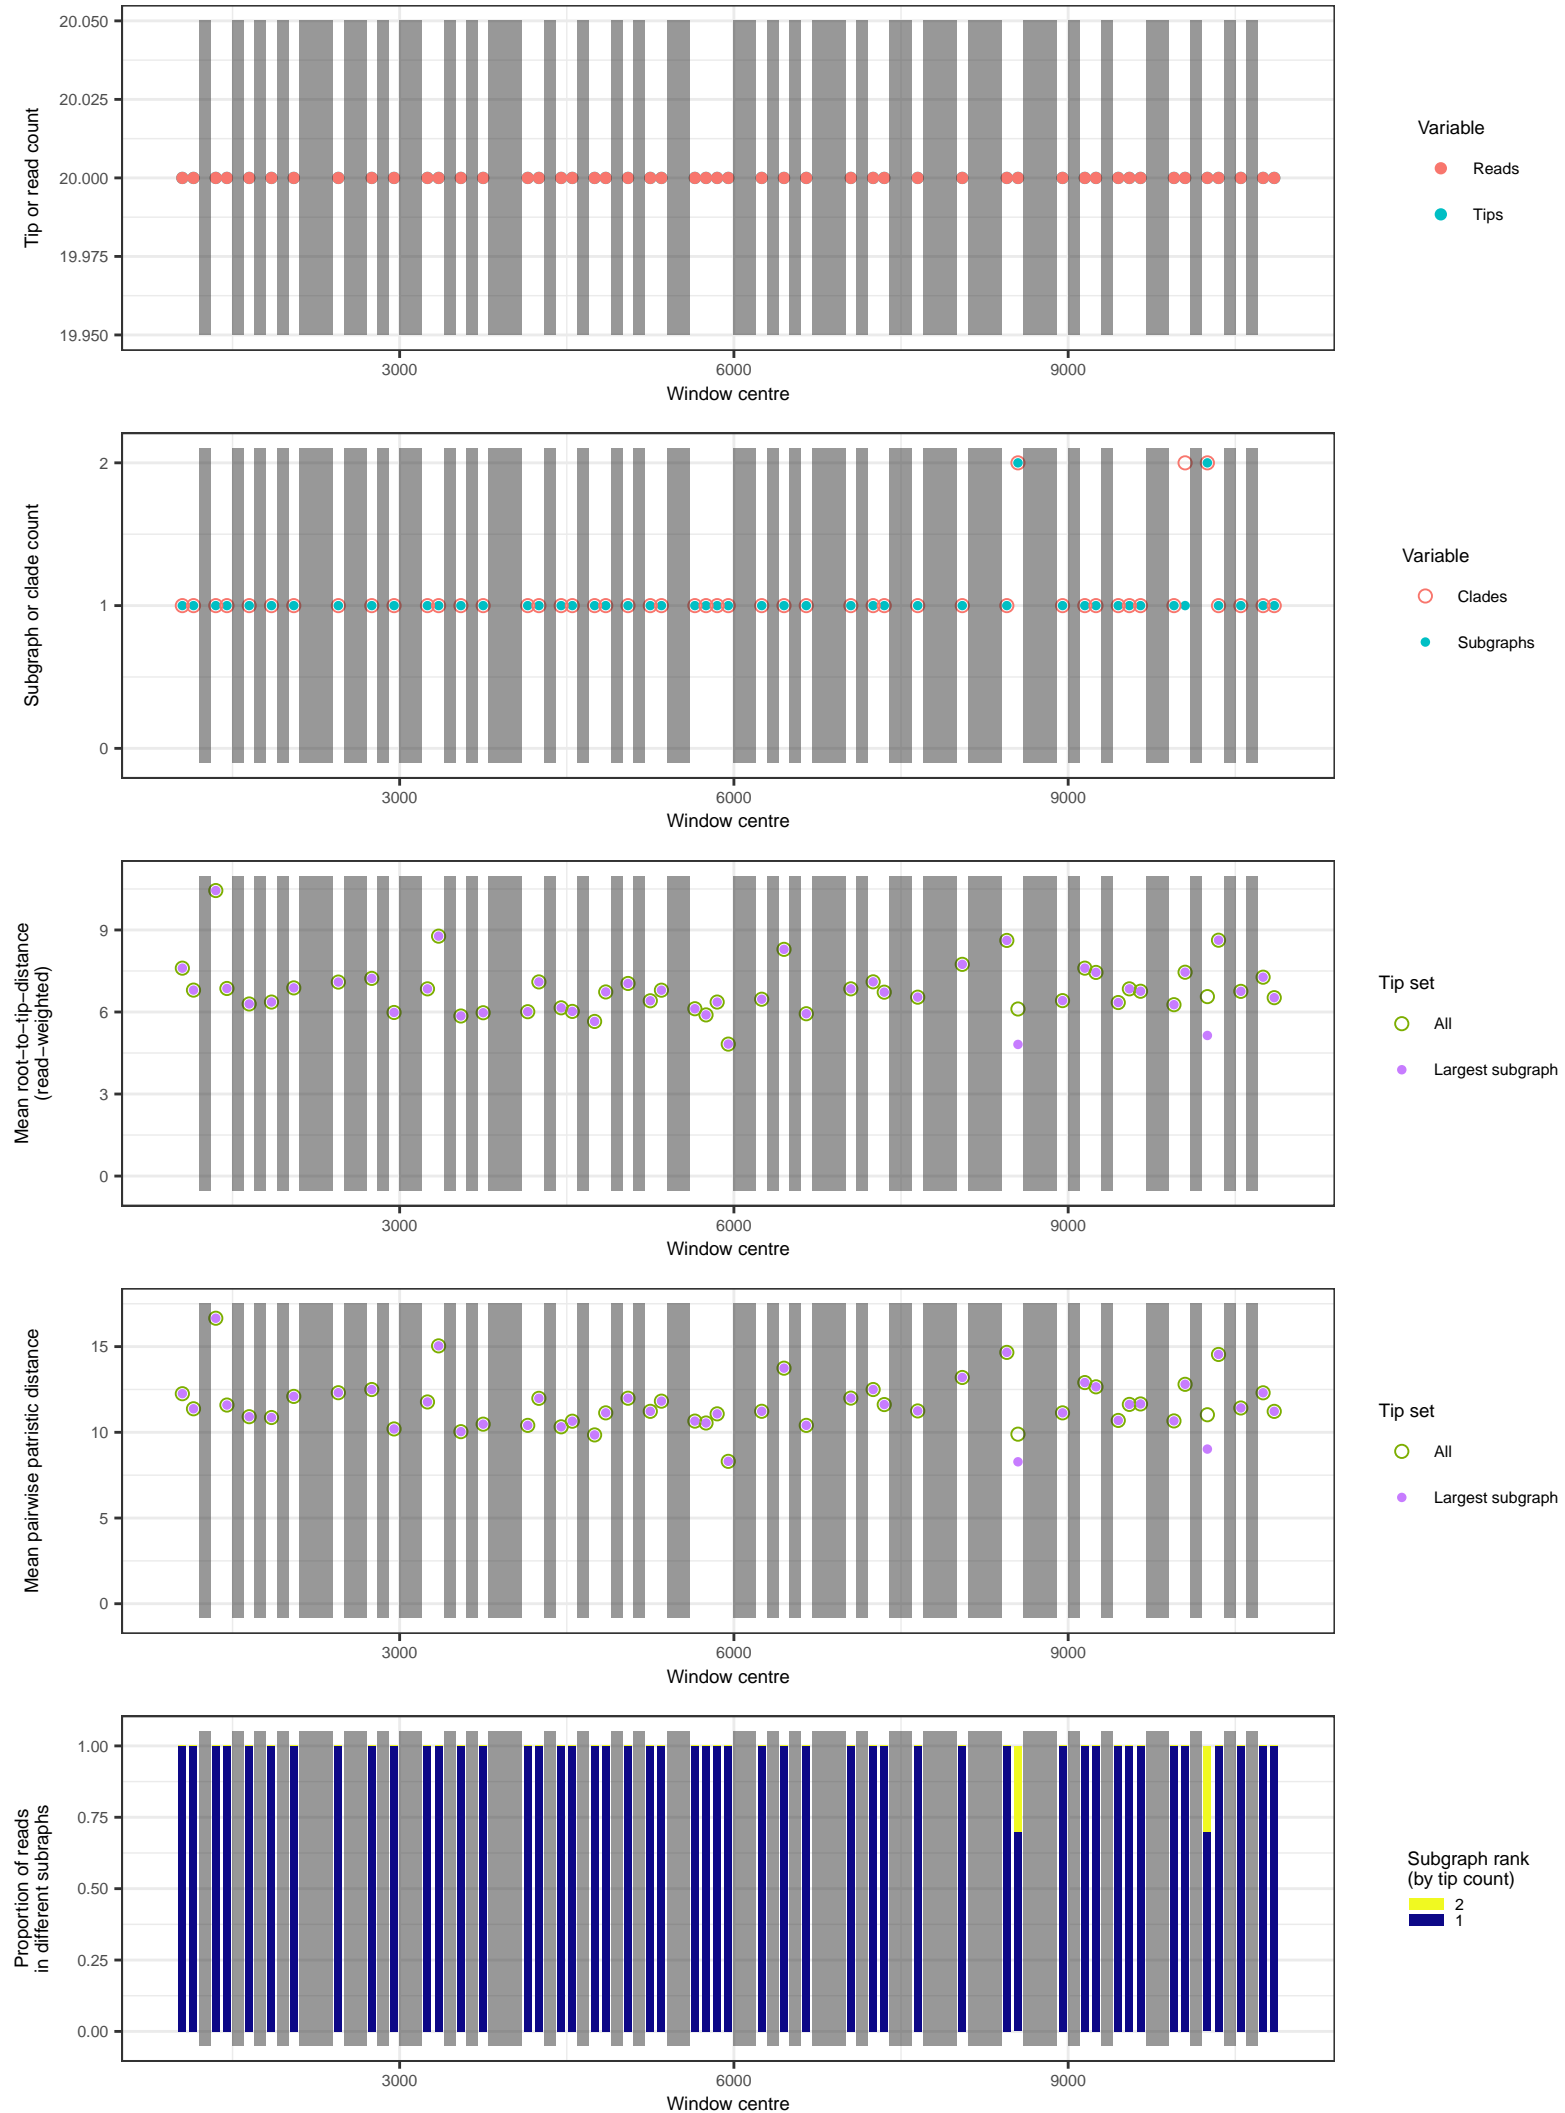 20.050
20.025
20.000
19.975
19.950
Tip or read count
3000
6000
9000
Window centre
Variable
Reads
Tips
2
1
0
Subgraph or clade count
3000
6000
9000
Window centre
Variable
Clades
Subgraphs
9
6
3
0
Mean root−to−tip−distance
(read−weighted)
3000
6000
9000
Window centre
Tip set
All
Largest subgraph
15
10
5
0
Mean pairwise patristic distance
3000
6000
9000
Window centre
Tip set
All
Largest subgraph
1.00
0.75
0.50
0.25
0.00
Proportion of reads
in different subraphs
3000
6000
9000
Window centre
Subgraph rank
(by tip count)
2
1